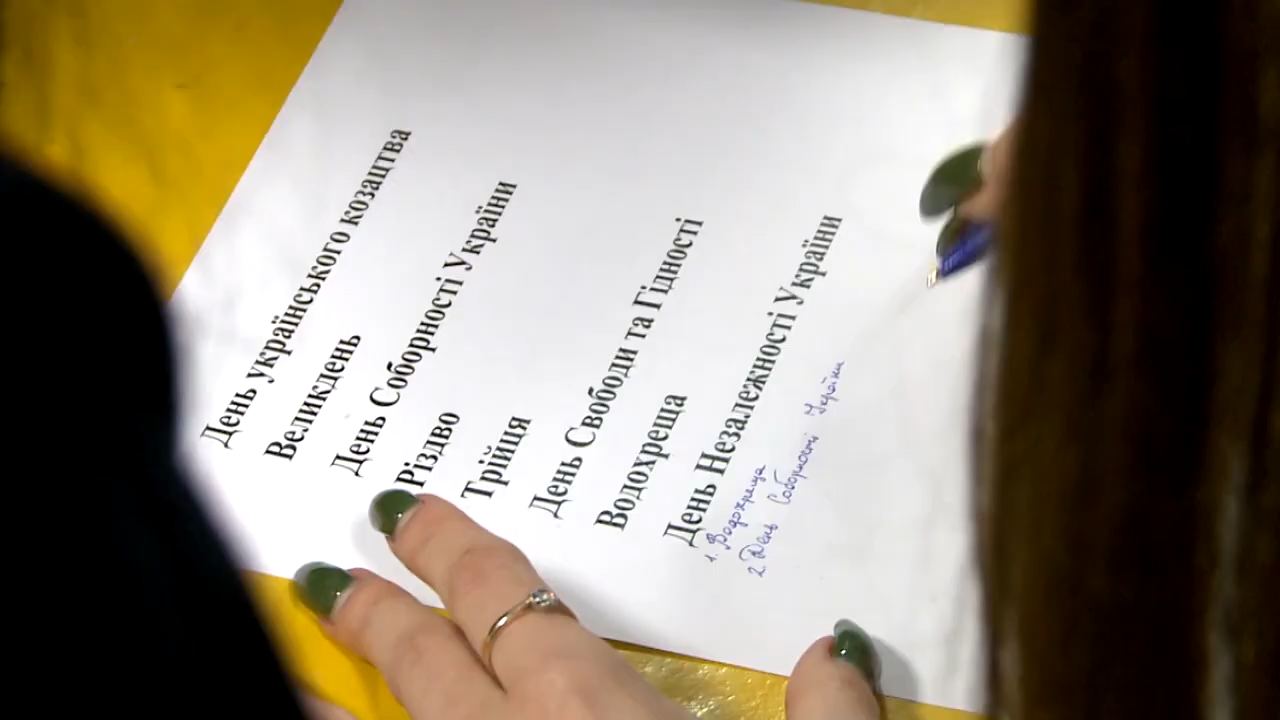 День українського козацтва
Великдень
День Соборності України
Різдво
Трійця
День Свободи та Гідності
Водохреща
День Незалежності України
1. Водохреща
2. День Соборності України